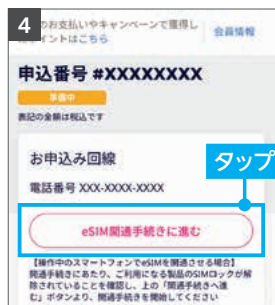 4
のお支払いやキャンペーンで獲得し
イントはこちら
会員情報
申込番号 #XXXXXXXX
準備中
表記の金額は税込です
お申込み回線
タップ
電話番号 XXX-XXXX-XXXX
eSIM開通手続きに進む
【操作中のスマートフォンでeSIMを開通させる場合】
開通手続きにあたり、ご利用になる製品のSIMロックが解
除されていることを確認し、上の「開通手続きへ進
む」ボタンより、開通手続きを開始してください